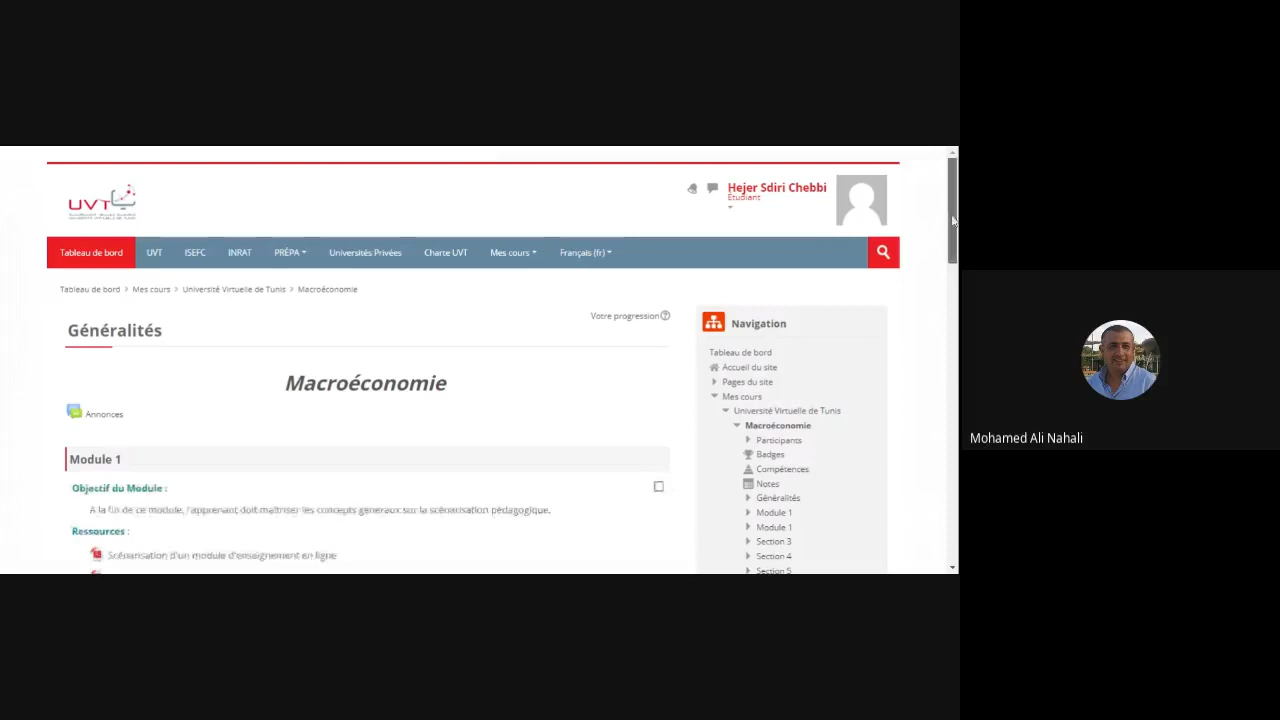 UVT
Hejer Sdiri Chebbi
Étudiant
Tableau de bord UVT ISEFC INRAT PRÉPA Universités Privées Charte UVT Mes cours Français (fr)
Tableau de bord Mes cours Université Virtuelle de Tunis Macroéconomie
Votre progression
Généralités
Macroéconomie
Annonces
Module 1
Objectif du Module :
A la fin de ce module, l'apprenant doit maîtriser les concepts généraux sur la scénarisation pédagogique.
Ressources :
Scénarisation d'un module d'enseignement en ligne
Navigation
Tableau de bord
Accueil du site
Pages du site
Mes cours
Université Virtuelle de Tunis
Macroéconomie
Participants
Badges
Compétences
Notes
Généralités
Module 1
Module 1
Section 3
Section 4
Section 5
Mohamed Ali Nahali